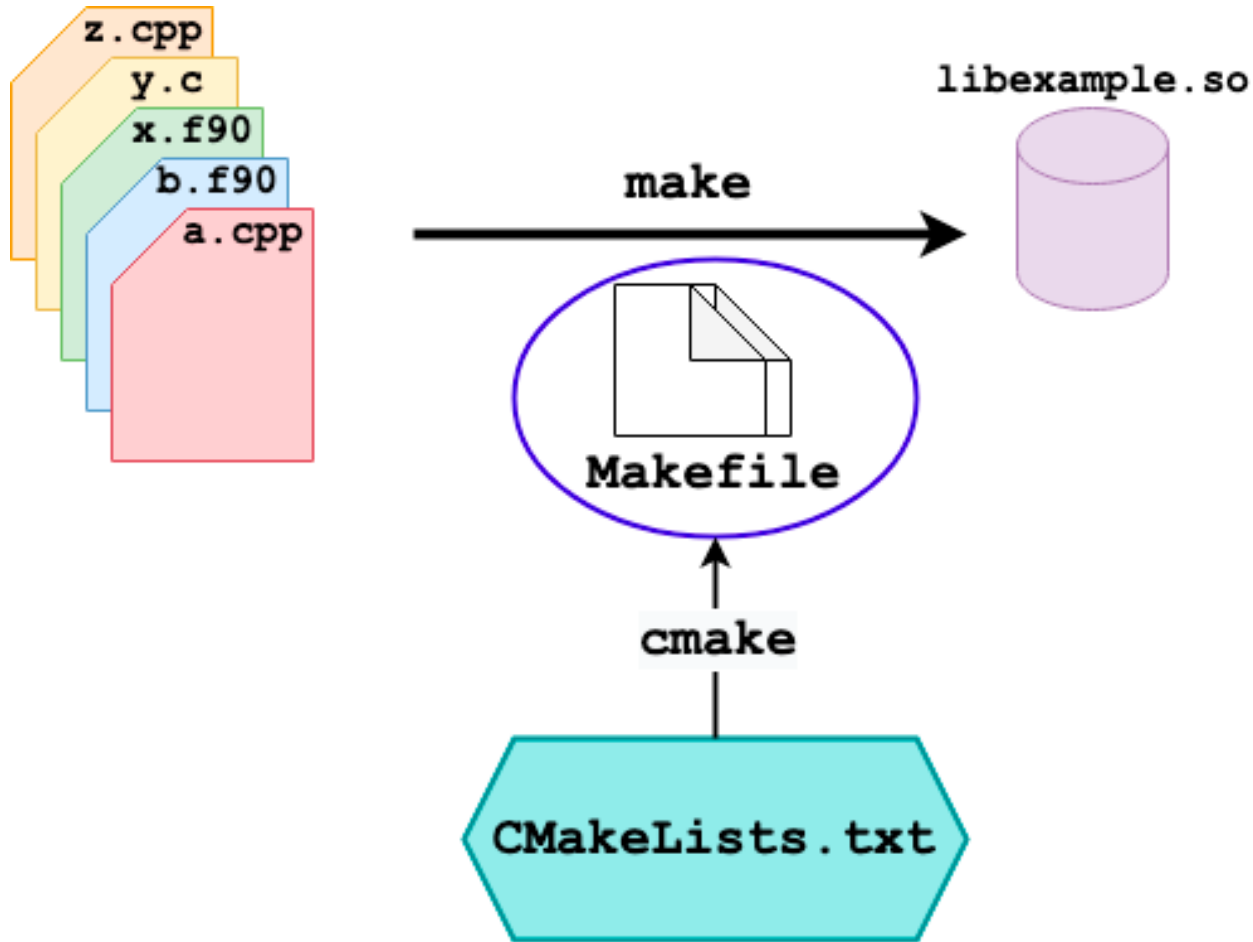 z.cpp
y.c
x.f90
b.f90
a.cpp
libexample.so
make
Makefile
cmake
CMakeLists.txt